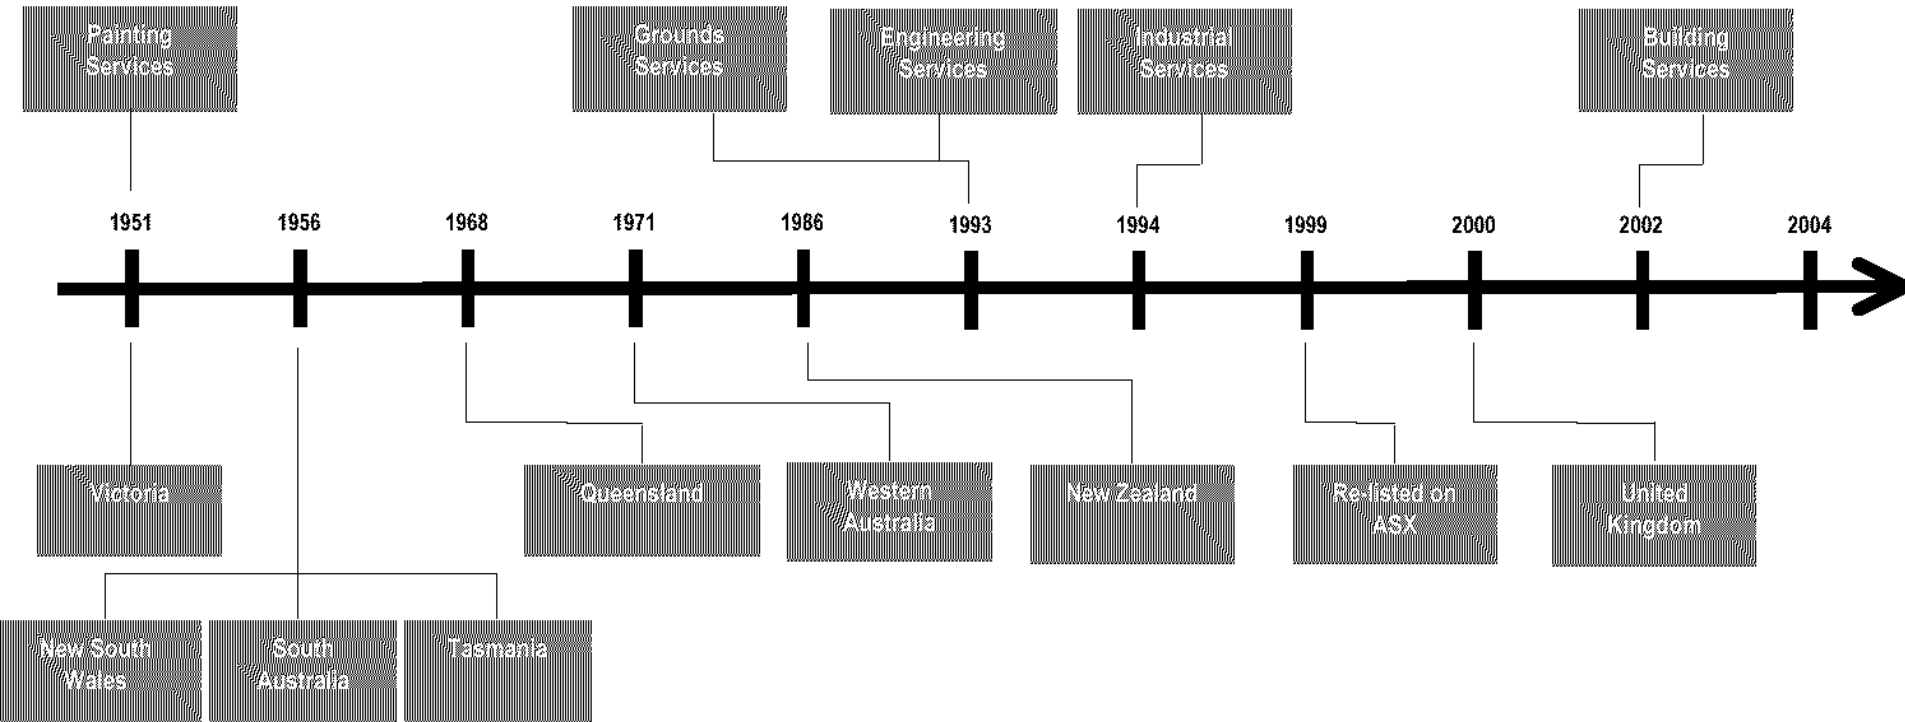 Painting
Services
Grounds
Services
Engineering
Services
Industrial
Services
Building
Services
1951
1956
1968
1971
1986
1993
1994
1999
2000
2002
2004
Victoria
Queensland
Western
Australia
New Zealand
Re-listed on
ASX
United
Kingdom
New South
Wales
South
Australia
Tasmania